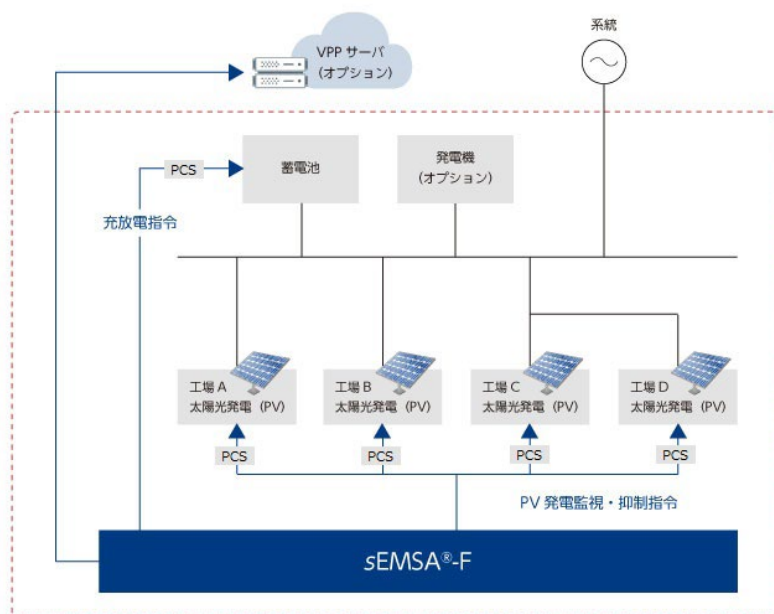 系統
VPP サーバ
(オプション)
PCS
蓄電池
発電機
(オプション)
充放電指令
工場 A
太陽光発電 (PV)
工場 B
太陽光発電 (PV)
工場 C
太陽光発電 (PV)
工場 D
太陽光発電 (PV)
PCS
PCS
PCS
PCS
PV 発電監視・抑制指令
sEMSA®-F